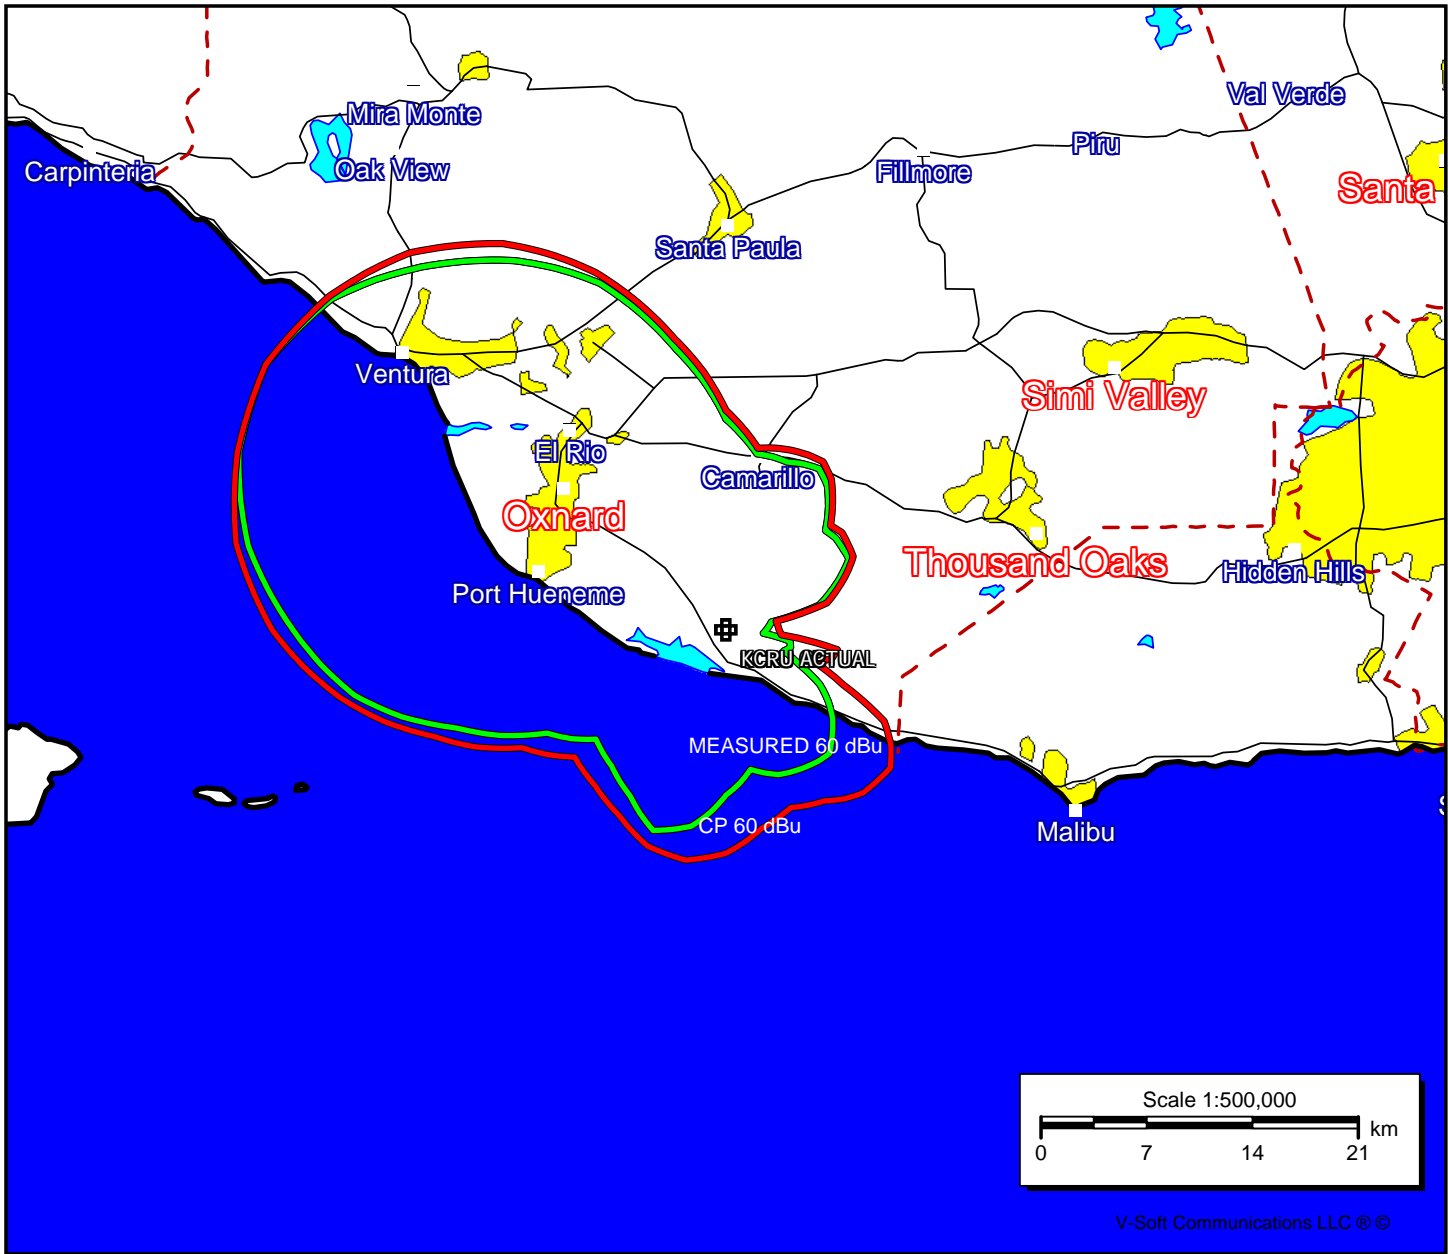 Val Verde
Mira Monte
Piru
Carpinteria
Oak View
Fillmore
Santa
Santa Paula
Ventura
Simi Valley
El Rio
Camarillo
Oxnard
Thousand Oaks
Hidden Hills
Port Hueneme
KCRU ACTUAL
MEASURED 60 dBu
CP 60 dBu
Malibu
Scale 1:500,000
km
0 7 14 21
V-Soft Communications LLC ® ©